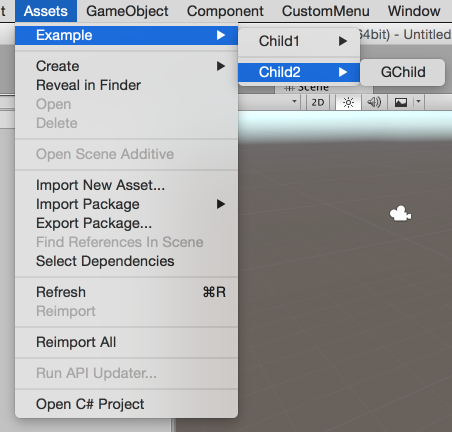 t Assets GameObject Component CustomMenu Window
Example
Child1
64bit) - Untitled
Child2
GChild
Scene
2D
Create
Reveal in Finder
Open
Delete
Open Scene Additive
Import New Asset...
Import Package
Export Package...
Find References In Scene
Select Dependencies
Refresh ⌘R
Reimport
Reimport All
Run API Updater...
Open C# Project